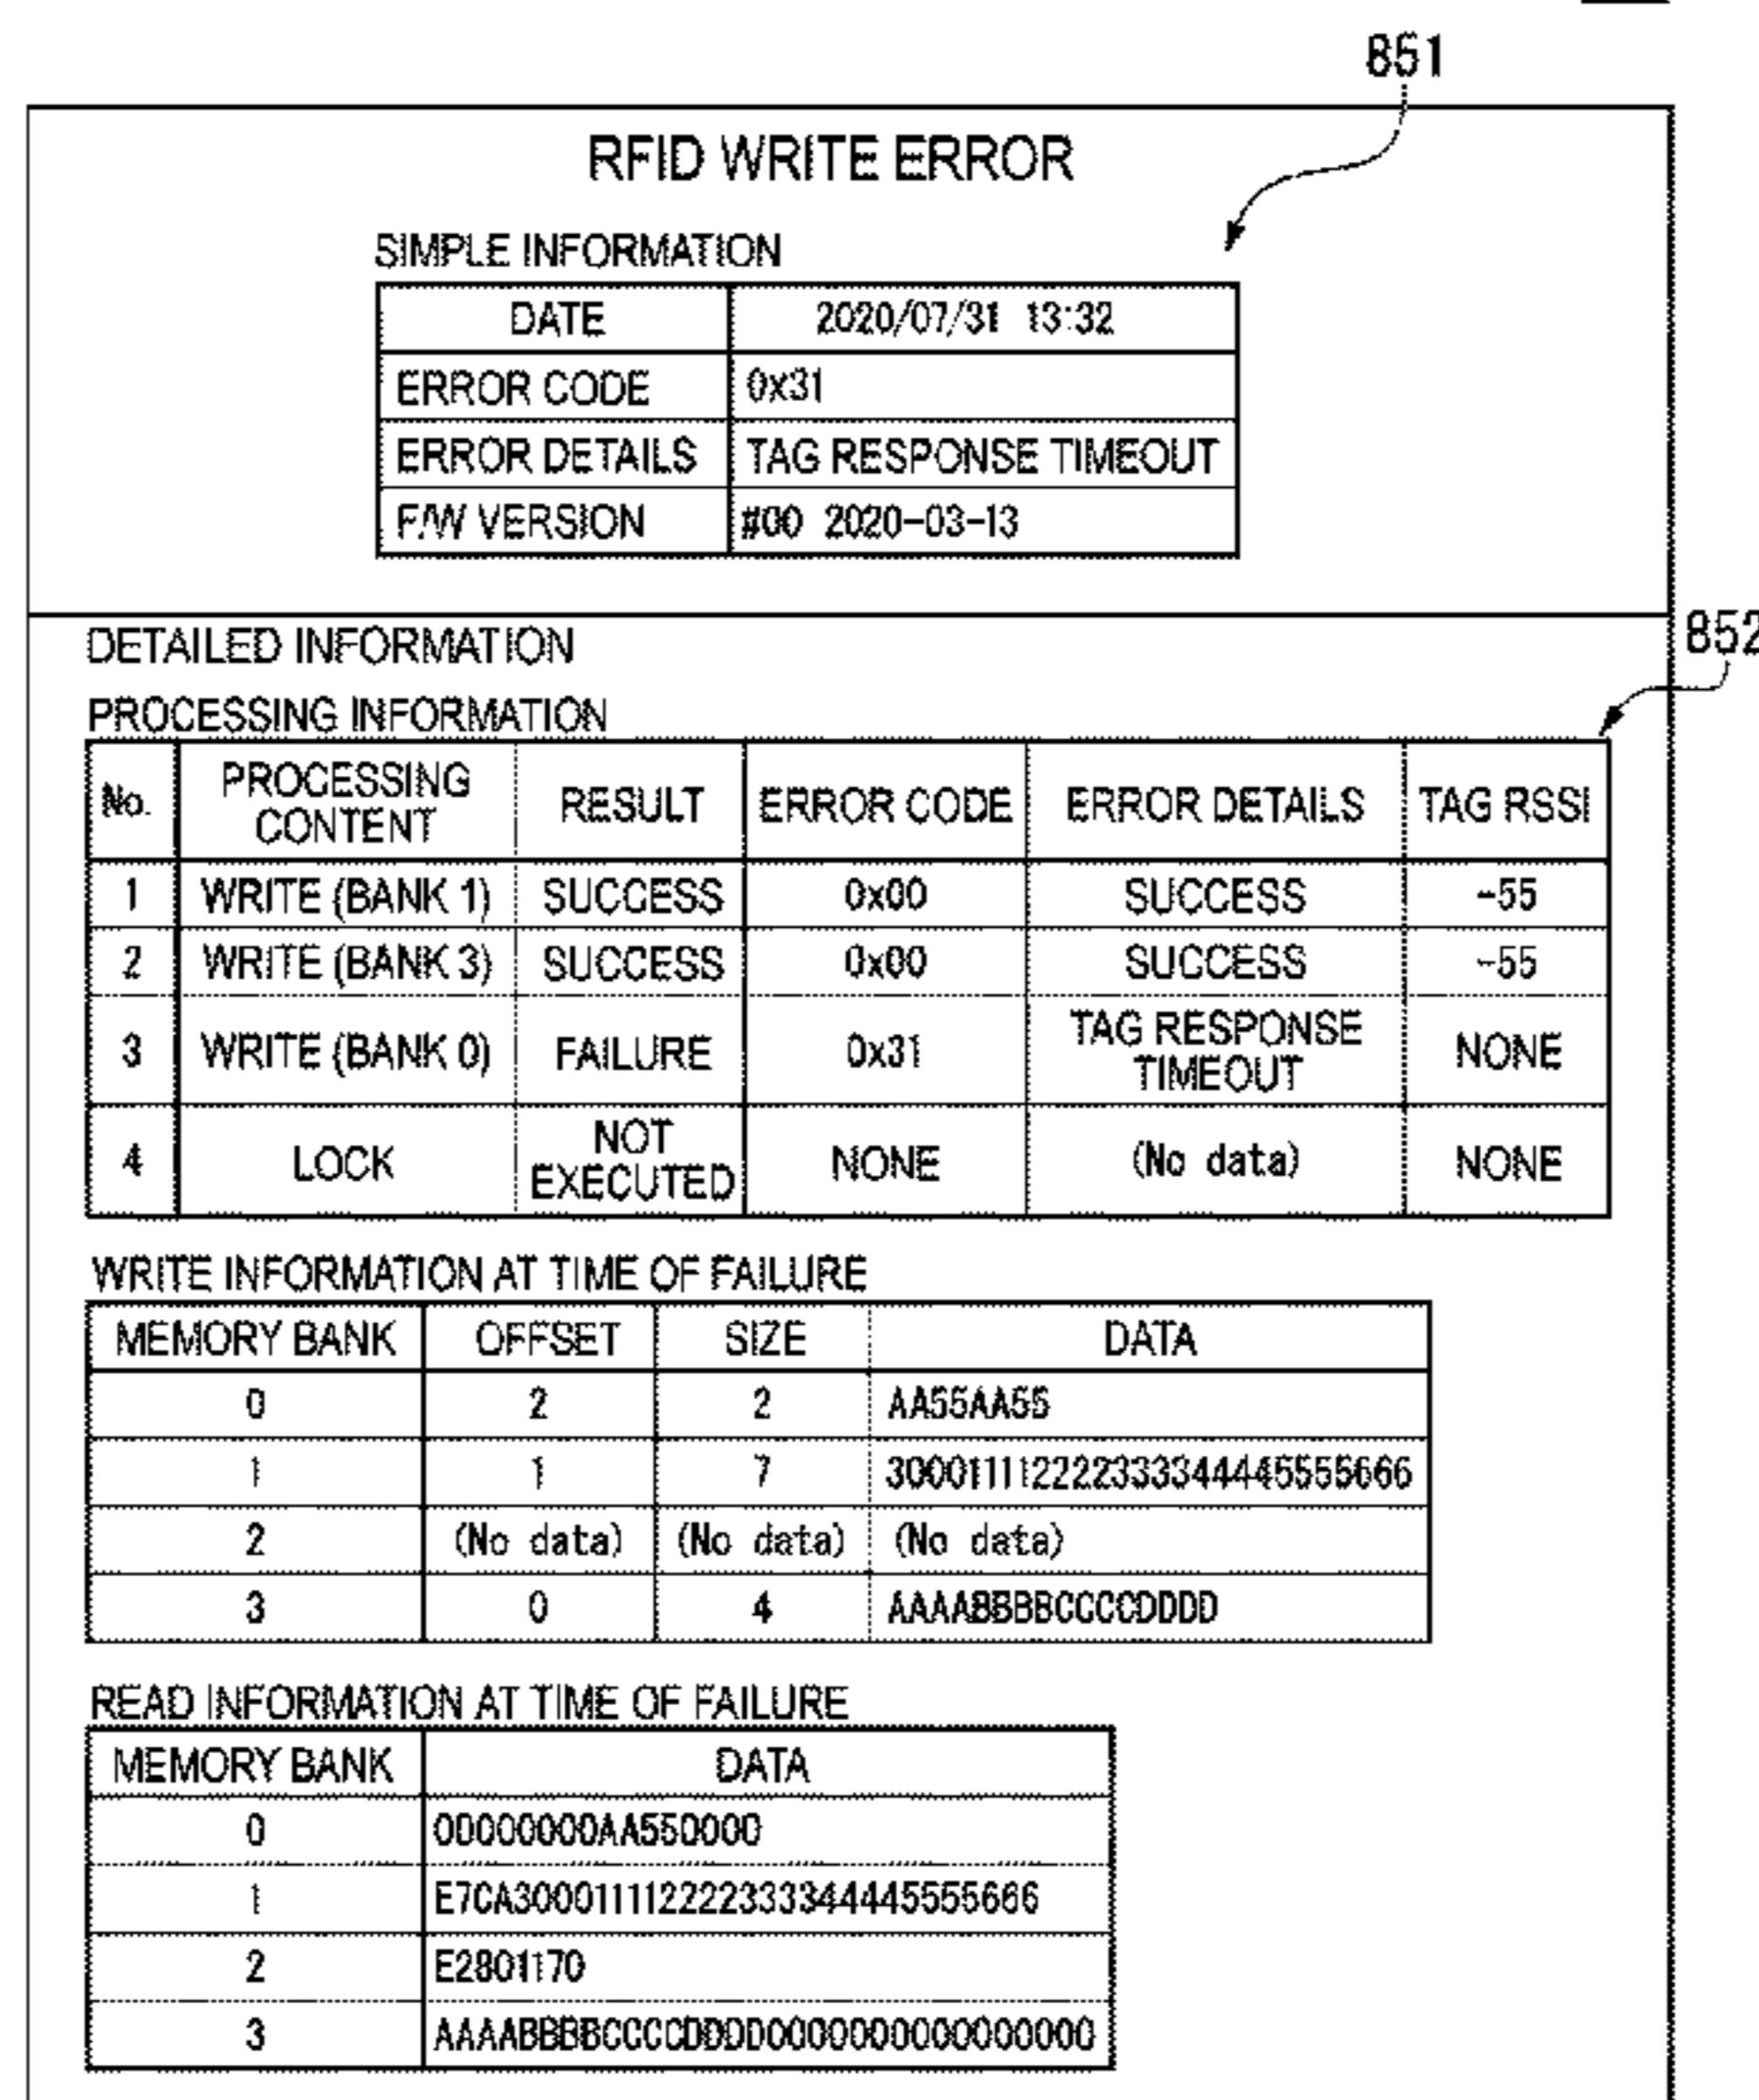 851
RFID WRITE ERROR
SIMPLE INFORMATION
DATE 2020/07/31 13:32
ERROR CODE 0x31
ERROR DETAILS TAG RESPONSE TIMEOUT
F/W VERSION #00 2020-03-13
852
DETAILED INFORMATION
PROCESSING INFORMATION
No. PROCESSING CONTENT RESULT ERROR CODE ERROR DETAILS TAG RSSI
1 WRITE (BANK 1) SUCCESS 0x00 SUCCESS -55
2 WRITE (BANK 3) SUCCESS 0x00 SUCCESS -55
3 WRITE (BANK 0) FAILURE 0x31 TAG RESPONSE TIMEOUT NONE
4 LOCK NOT EXECUTED NONE (No data) NONE
WRITE INFORMATION AT TIME OF FAILURE
MEMORY BANK OFFSET SIZE DATA
0 2 2 AA55AA55
1 1 7 3000111122223333444455555666
2 (No data) (No data) (No data)
3 0 4 AAAABBBBCCCCDDDD
READ INFORMATION AT TIME OF FAILURE
MEMORY BANK DATA
0 00000000AA550000
1 E7CA3000111122223333444455555666
2 E2801170
3 AAAABBBBCCCCDDDD0000000000000000